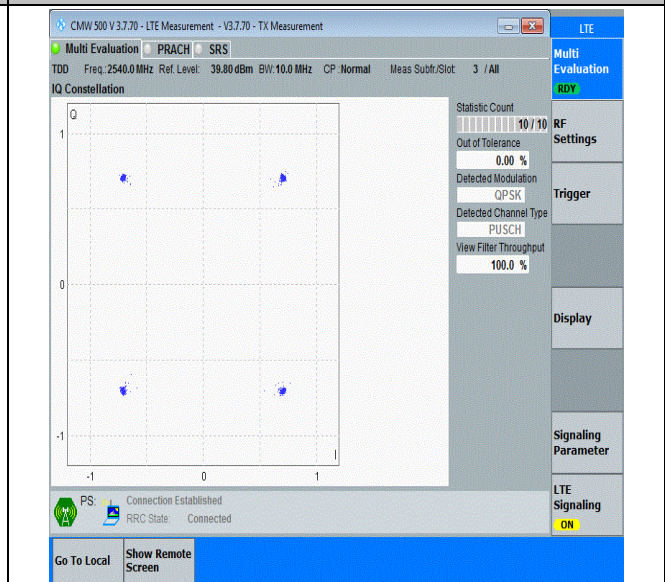 CMW 500 V 3.7.70 - LTE Measurement - V3.7.70 - TX Measurement
LTE
Multi Evaluation PRACH SRS
Multi
Evaluation
RDY
TDD Freq.:2540.0 MHz Ref. Level: 39.80 dBm BW:10.0 MHz CP :Normal Meas Subfr./Slot: 3 / All
IQ Constellation
Q
1
0
-1
I
-1 0 1
Statistic Count
10 / 10
Out of Tolerance
0.00 %
Detected Modulation
QPSK
Detected Channel Type
PUSCH
View Filter Throughput
100.0 %
RF
Settings
Trigger
Display
Signaling
Parameter
LTE
Signaling
ON
PS: Connection Established
RRC State: Connected
Go To Local
Show Remote
Screen